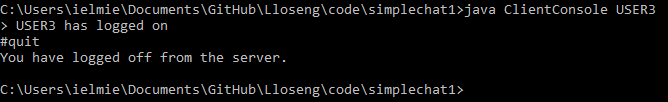 C:\Users\ielmie\Documents\GitHub\Lloseng\code\simplechat1>java ClientConsole USER3
> USER3 has logged on
#quit
You have logged off from the server.
C:\Users\ielmie\Documents\GitHub\Lloseng\code\simplechat1>